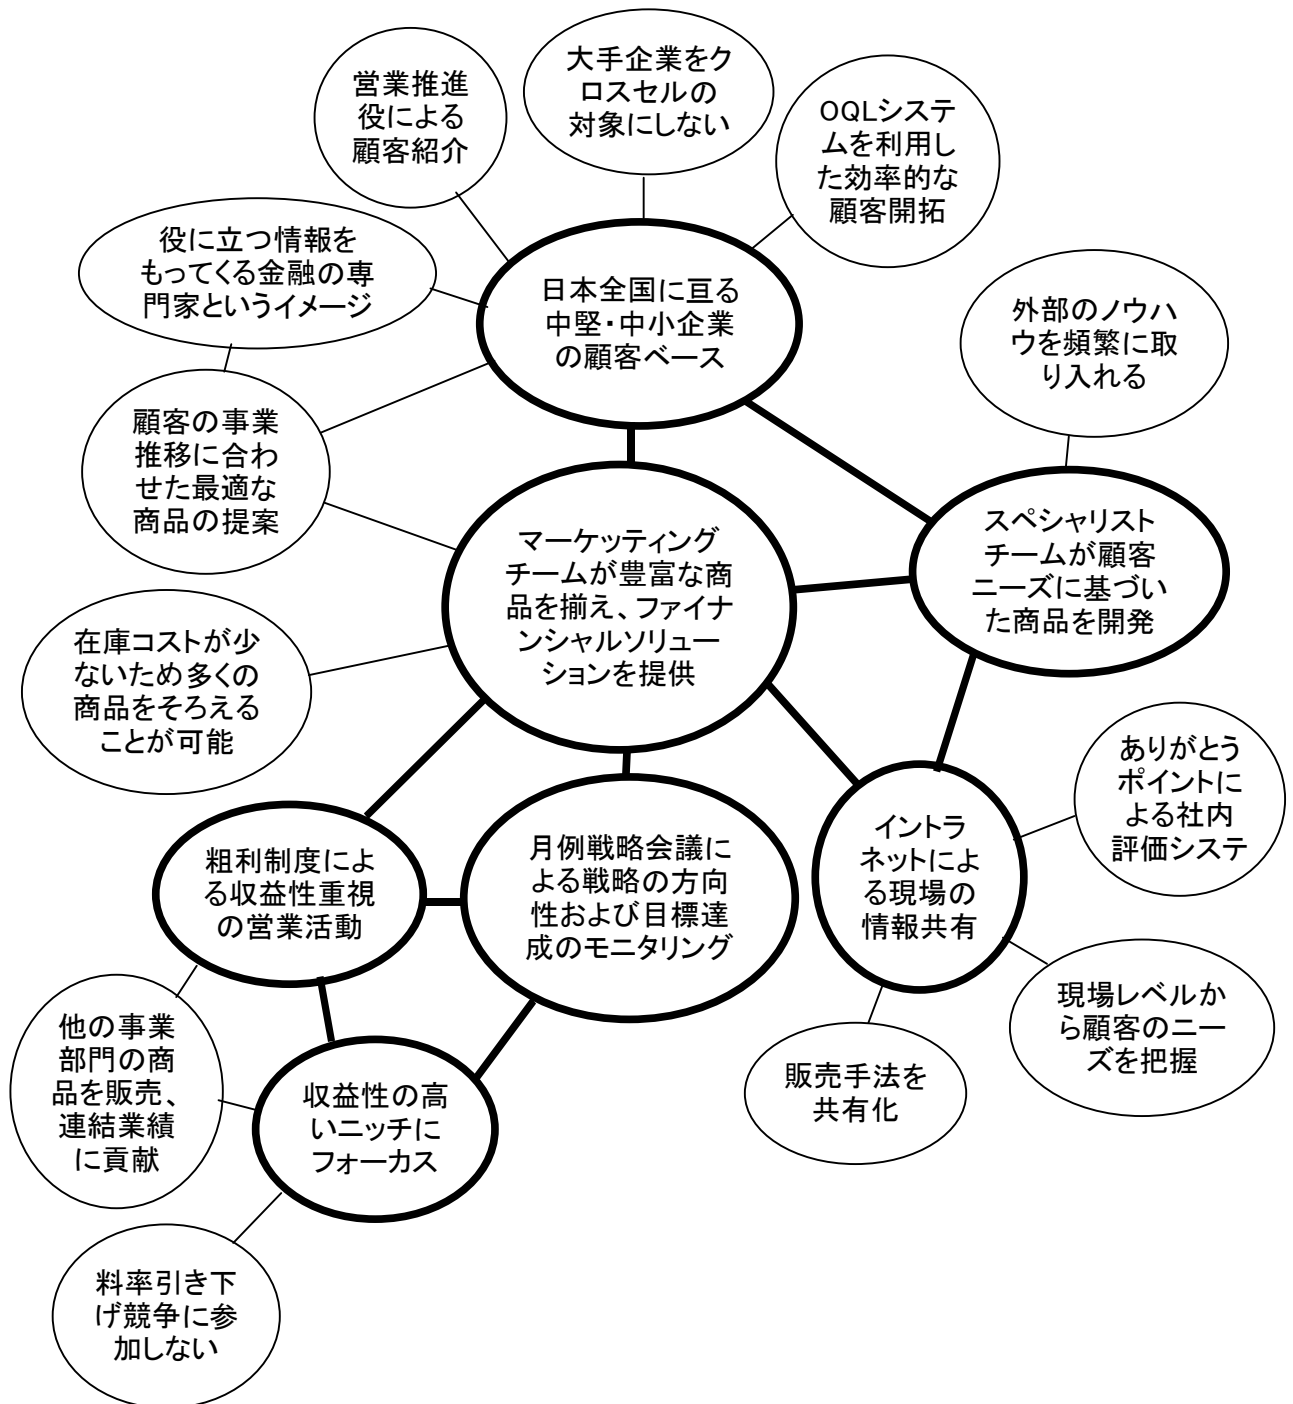 営業推進
役による
顧客紹介
大手企業をク
ロスセルの
対象にしない
OQLシステ
ムを利用し
た効率的な
顧客開拓
役に立つ情報を
もってくる金融の専
門家というイメージ
日本全国に亘る
中堅・中小企業
の顧客ベース
外部のノウハ
ウを頻繁に取
り入れる
顧客の事業
推移に合わ
せた最適な
商品の提案
マーケッティング
チームが豊富な商
品を揃え、ファイナ
ンシャルソリュー
ションを提供
スペシャリスト
チームが顧客
ニーズに基づい
た商品を開発
在庫コストが少
ないため多くの
商品をそろえる
ことが可能
ありがとう
ポイントに
よる社内
評価システ
粗利制度によ
る収益性重視
の営業活動
月例戦略会議に
よる戦略の方向
性および目標達
成のモニタリング
イントラ
ネットによ
る現場の
情報共有
現場レベルか
ら顧客のニー
ズを把握
他の事業
部門の商
品を販売、
連結業績
に貢献
収益性の高
いニッチに
フォーカス
販売手法を
共有化
料率引き下
げ競争に参
加しない